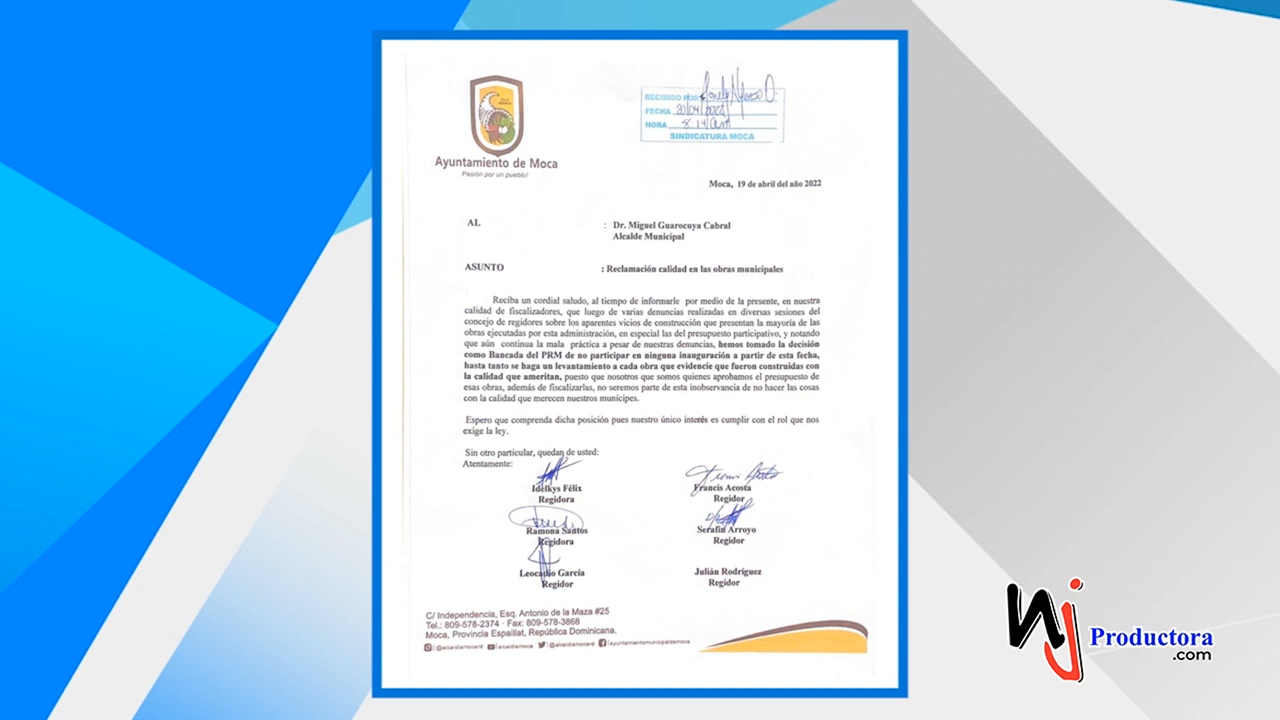 Ayuntamiento de Moca
Pasión por un pueblo!
RECIBIDO POR
FECHA 20/04/2022
HORA 8:14 am
SINDICATURA MOCA
Moca, 19 de abril del año 2022
AL : Dr. Miguel Guarocuya Cabral
Alcalde Municipal
ASUNTO : Reclamación calidad en las obras municipales
Reciba un cordial saludo, al tiempo de informarle por medio de la presente, en nuestra
calidad de fiscalizadores, que luego de varias denuncias realizadas en diversas sesiones del
concejo de regidores sobre los aparentes vicios de construcción que presentan la mayoría de las
obras ejecutadas por esta administración, en especial las del presupuesto participativo, y notando
que aún continua la mala práctica a pesar de nuestras denuncias, hemos tomado la decisión
como Bancada del PRM de no participar en ninguna inauguración a partir de esta fecha,
hasta tanto se haga un levantamiento a cada obra que evidencie que fueron construidas con
la calidad que ameritan, puesto que nosotros que somos quienes aprobamos el presupuesto de
esas obras, además de fiscalizarlas, no seremos parte de esta inobservancia de no hacer las cosas
con la calidad que merecen nuestros munícipes.
Espero que comprenda dicha posición pues nuestro único interés es cumplir con el rol que nos
exige la ley.
Sin otro particular, quedan de usted:
Atentamente:
Idelkys Félix
Regidora
Francis Acosta
Regidor
Ramona Santos
Regidora
Serafín Arroyo
Regidor
Leocadio García
Regidor
Julián Rodríguez
Regidor
C/ Independencia, Esq. Antonio de la Maza #25
Tel.: 809-578-2374 · Fax: 809-578-3868
Moca, Provincia Espaillat, República Dominicana.
@alcaldiamocard | alcaldiamoca | @alcaldiamocard | ayuntamientomunicipaldemoca
nj Productora
.com